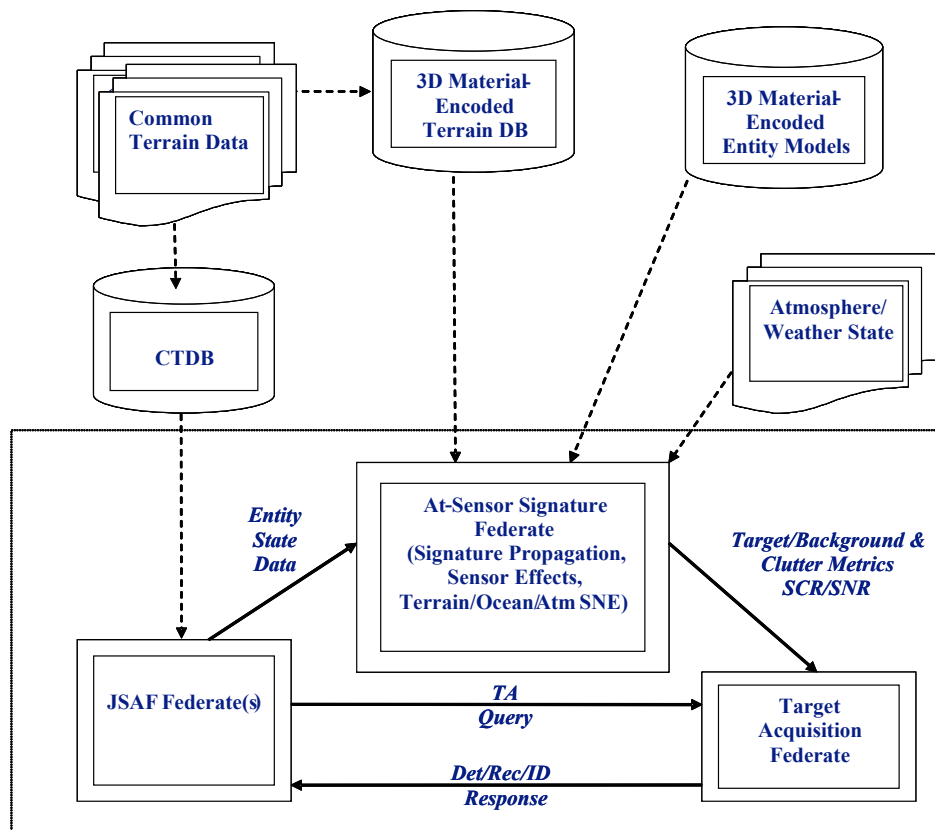 Common
Terrain Data
3D Material-
Encoded
Terrain DB
3D Material-
Encoded
Entity Models
Atmosphere/
Weather State
CTDB
Entity
State
Data
At-Sensor Signature
Federate
(Signature Propagation,
Sensor Effects,
Terrain/Ocean/Atm SNE)
Target/Background &
Clutter Metrics
SCR/SNR
JSAF Federate(s)
TA
Query
Target
Acquisition
Federate
Det/Rec/ID
Response